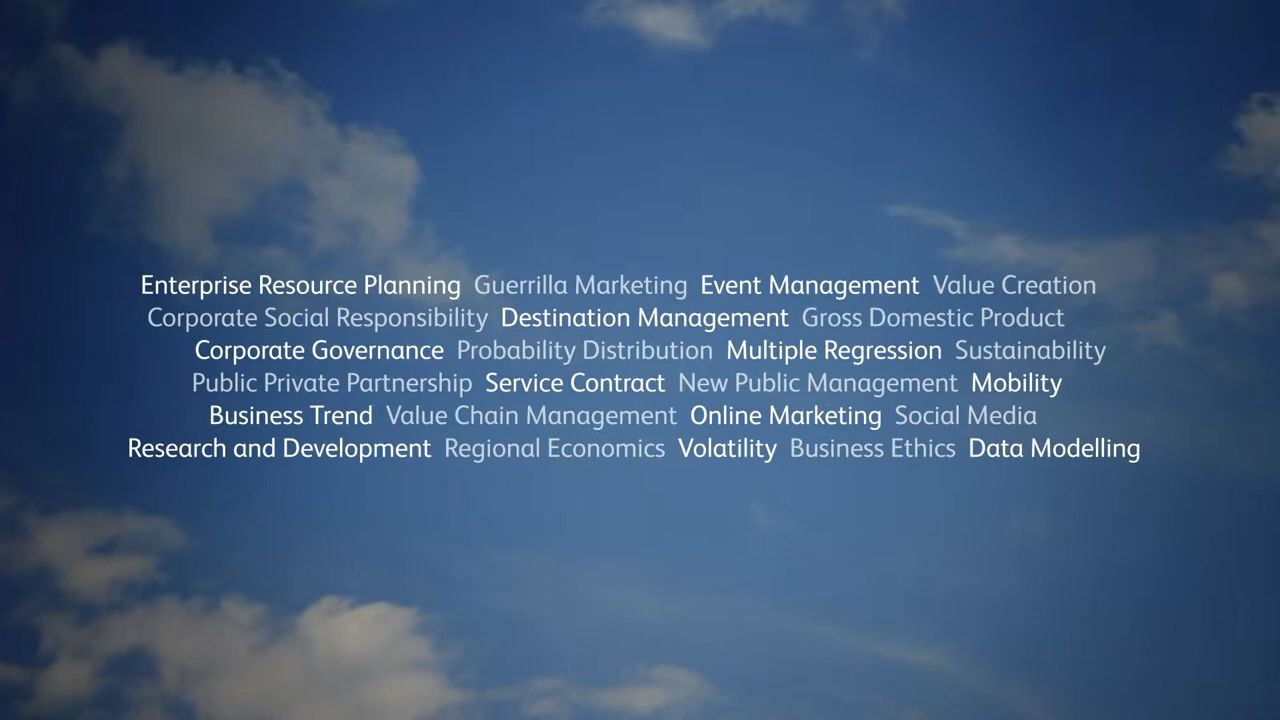 Enterprise Resource Planning Guerrilla Marketing Event Management Value Creation
Corporate Social Responsibility Destination Management Gross Domestic Product
Corporate Governance Probability Distribution Multiple Regression Sustainability
Public Private Partnership Service Contract New Public Management Mobility
Business Trend Value Chain Management Online Marketing Social Media
Research and Development Regional Economics Volatility Business Ethics Data Modelling